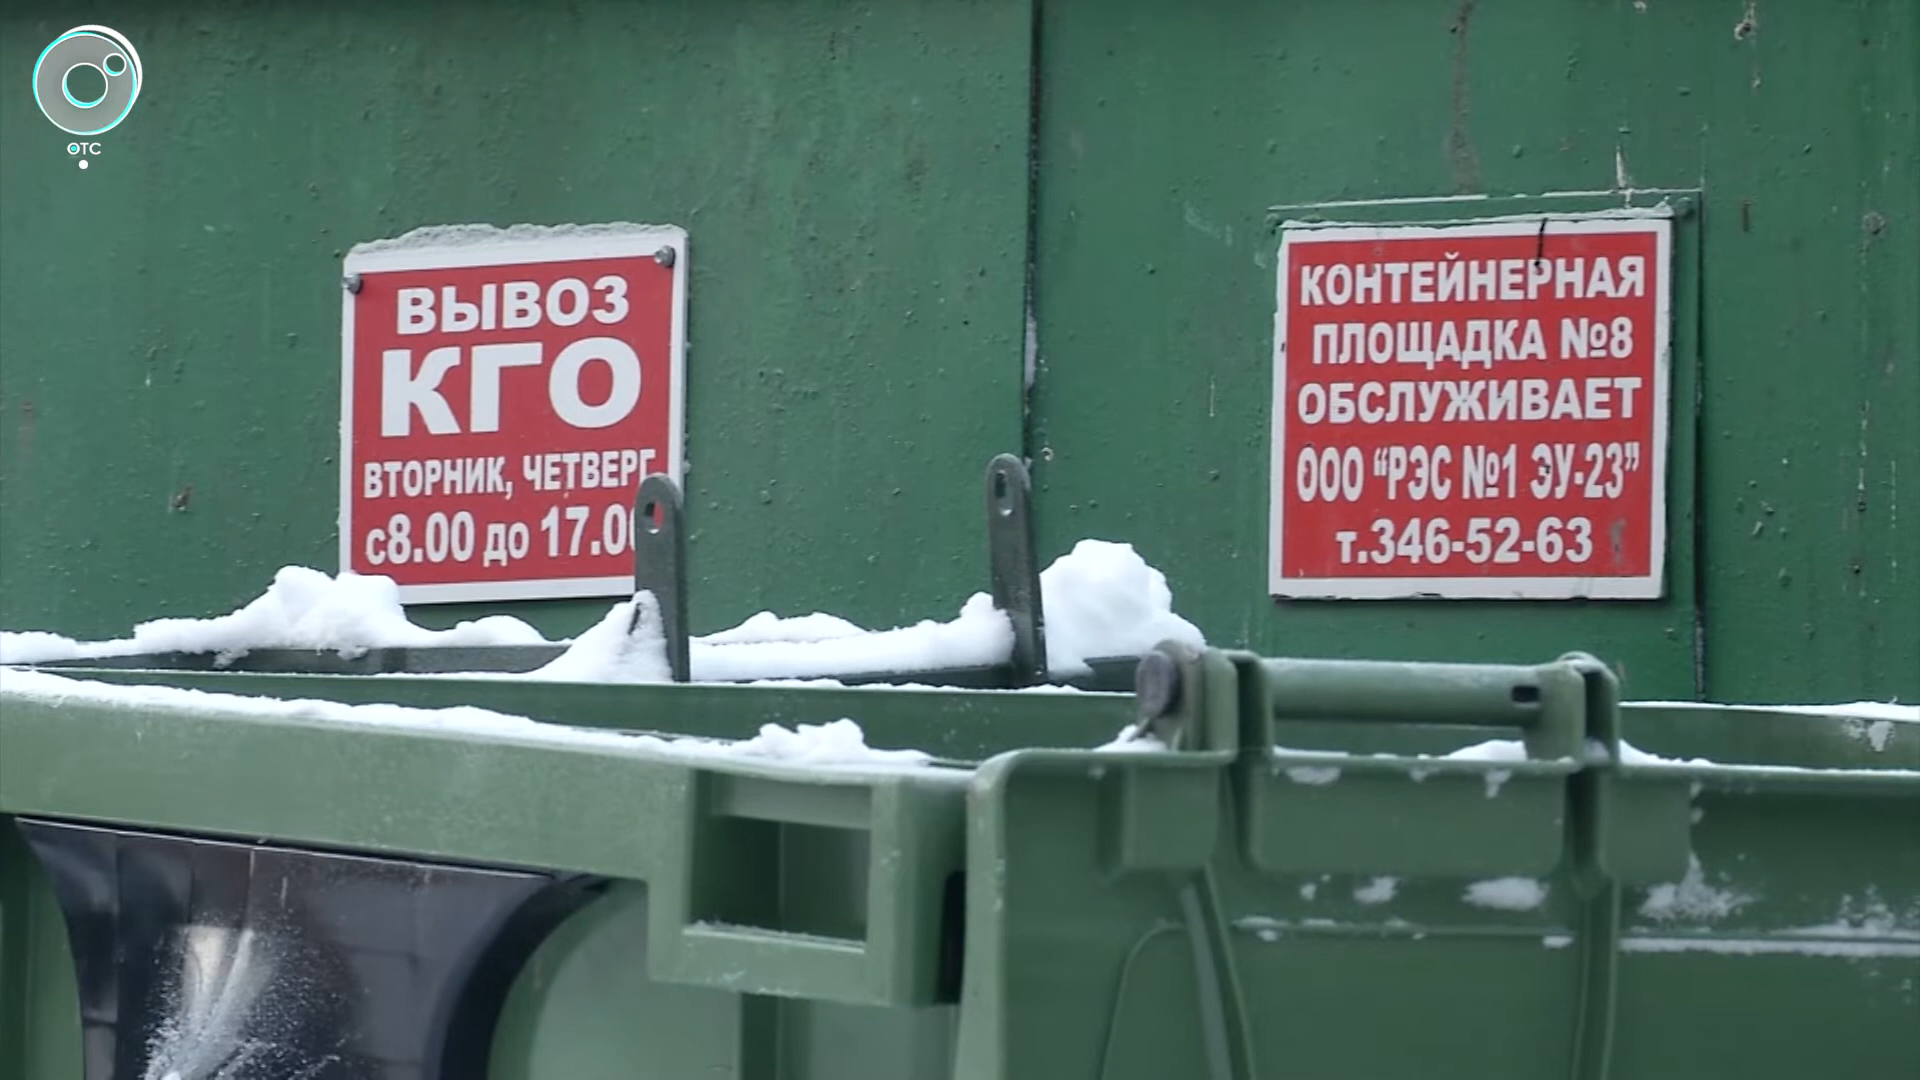 ОТС
ВЫВОЗ
КГО
ВТОРНИК, ЧЕТВЕРГ
с8.00 до 17.00
КОНТЕЙНЕРНАЯ
ПЛОЩАДКА №8
ОБСЛУЖИВАЕТ
ООО “РЭС №1 ЭУ-23”
т.346-52-63